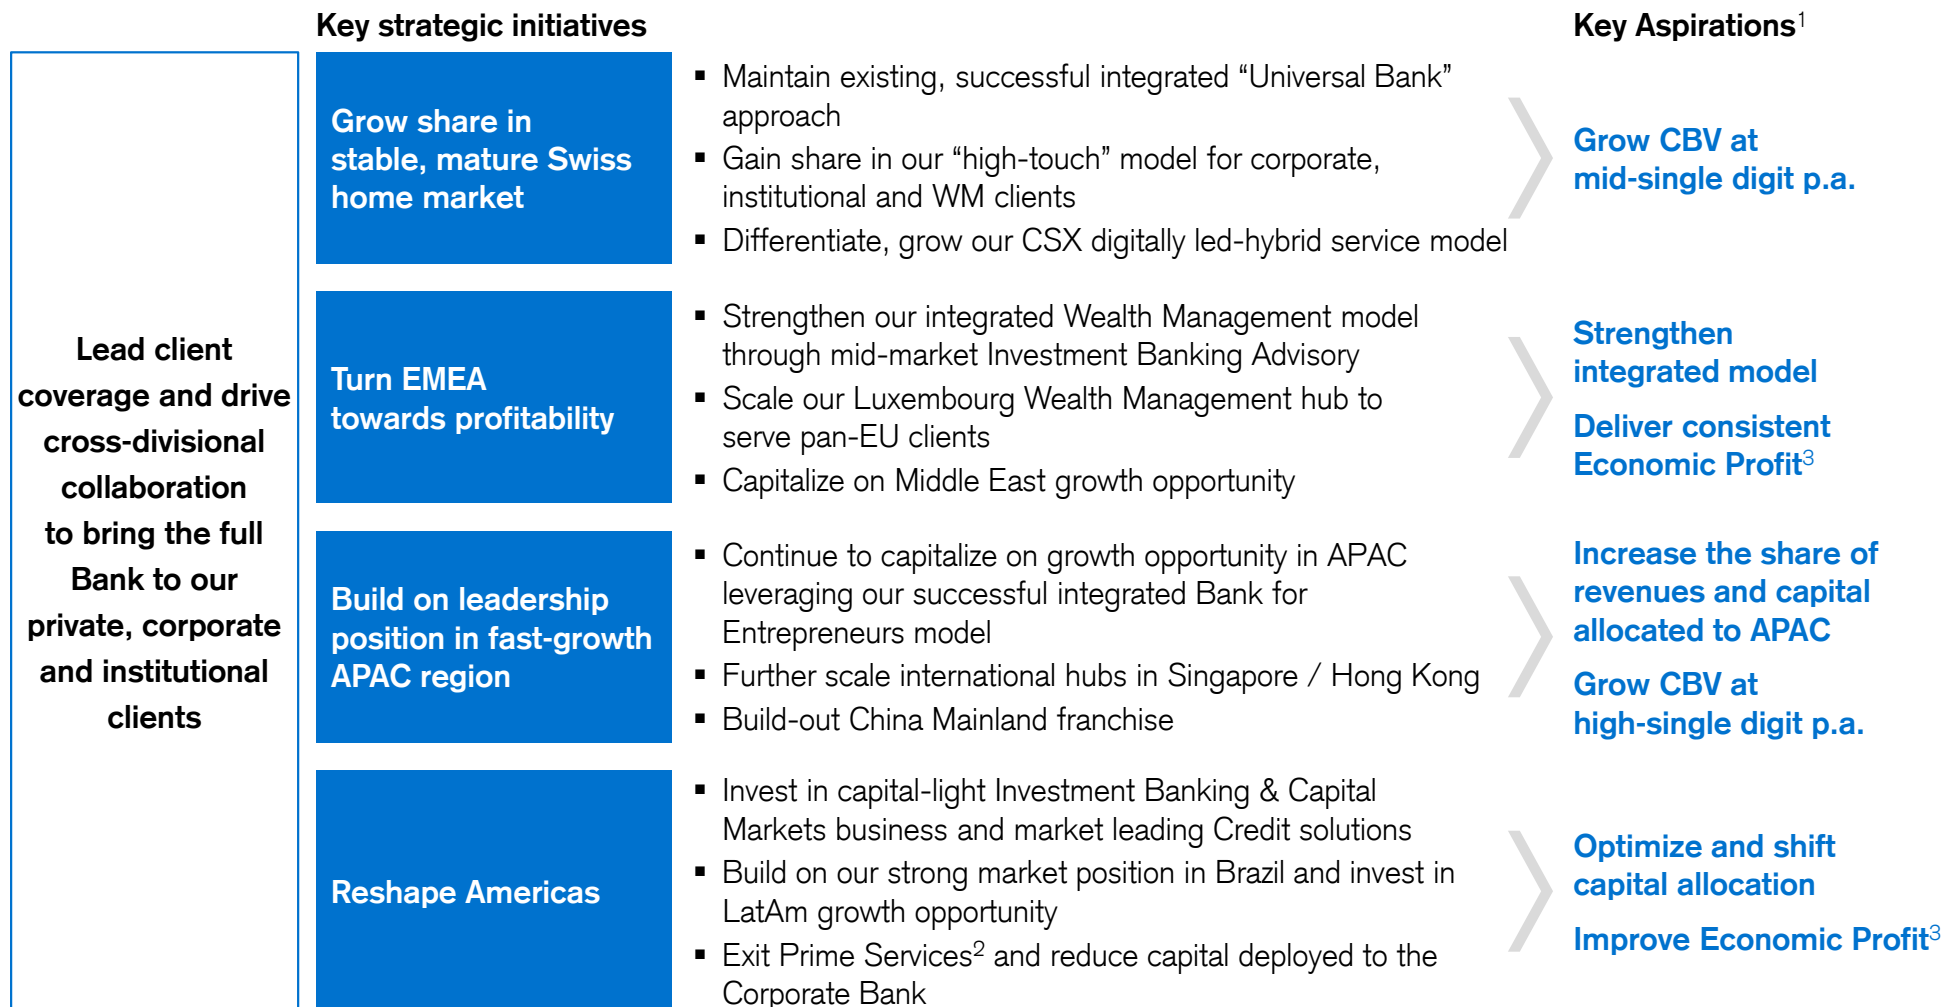 Key strategic initiatives
Key Aspirations¹
Lead client
coverage and drive
cross-divisional
collaboration
to bring the full
Bank to our
private, corporate
and institutional
clients
Grow share in
stable, mature Swiss
home market
▪ Maintain existing, successful integrated “Universal Bank”
approach
▪ Gain share in our “high-touch” model for corporate,
institutional and WM clients
▪ Differentiate, grow our CSX digitally led-hybrid service model
Grow CBV at
mid-single digit p.a.
Turn EMEA
towards profitability
▪ Strengthen our integrated Wealth Management model
through mid-market Investment Banking Advisory
▪ Scale our Luxembourg Wealth Management hub to
serve pan-EU clients
▪ Capitalize on Middle East growth opportunity
Strengthen
integrated model
Deliver consistent
Economic Profit³
Build on leadership
position in fast-growth
APAC region
▪ Continue to capitalize on growth opportunity in APAC
leveraging our successful integrated Bank for
Entrepreneurs model
▪ Further scale international hubs in Singapore / Hong Kong
▪ Build-out China Mainland franchise
Increase the share of
revenues and capital
allocated to APAC
Grow CBV at
high-single digit p.a.
Reshape Americas
▪ Invest in capital-light Investment Banking & Capital
Markets business and market leading Credit solutions
▪ Build on our strong market position in Brazil and invest in
LatAm growth opportunity
▪ Exit Prime Services² and reduce capital deployed to the
Corporate Bank
Optimize and shift
capital allocation
Improve Economic Profit³